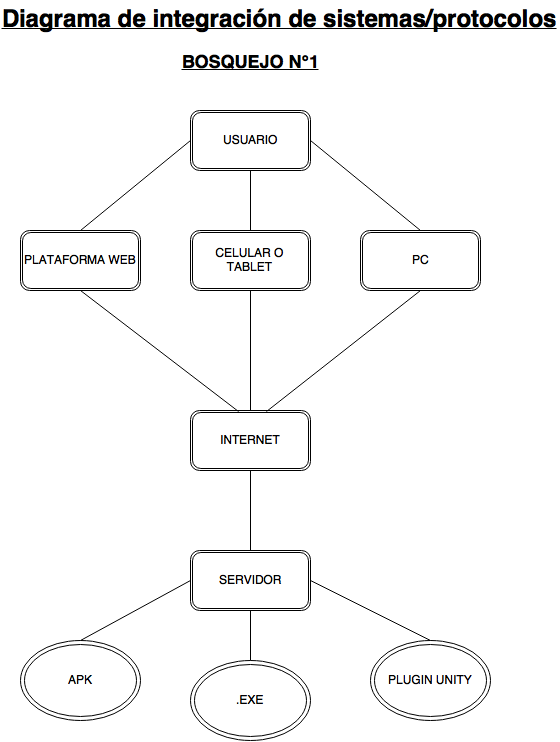 Diagrama de integración de sistemas/protocolos
BOSQUEJO N°1
USUARIO
PLATAFORMA WEB
CELULAR O
TABLET
PC
INTERNET
SERVIDOR
APK
.EXE
PLUGIN UNITY